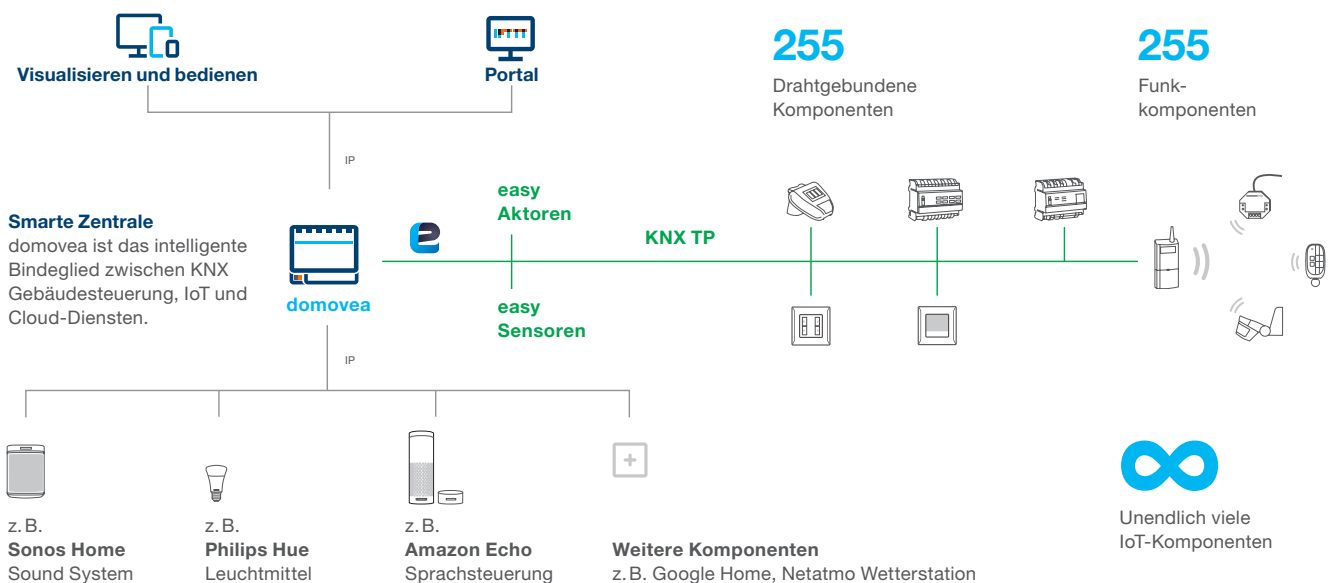 Visualisieren und bedienen
Portal
255
Drahtgebundene
Komponenten
255
Funk-
komponenten
IP
Smarte Zentrale
domovea ist das intelligente
Bindeglied zwischen KNX
Gebäudesteuerung, IoT und
Cloud-Diensten.
domovea
e
easy
Aktoren
KNX TP
easy
Sensoren
IP
z. B.
Sonos Home
Sound System
z. B.
Philips Hue
Leuchtmittel
z. B.
Amazon Echo
Sprachsteuerung
Weitere Komponenten
z. B. Google Home, Netatmo Wetterstation
Unendlich viele
IoT-Komponenten